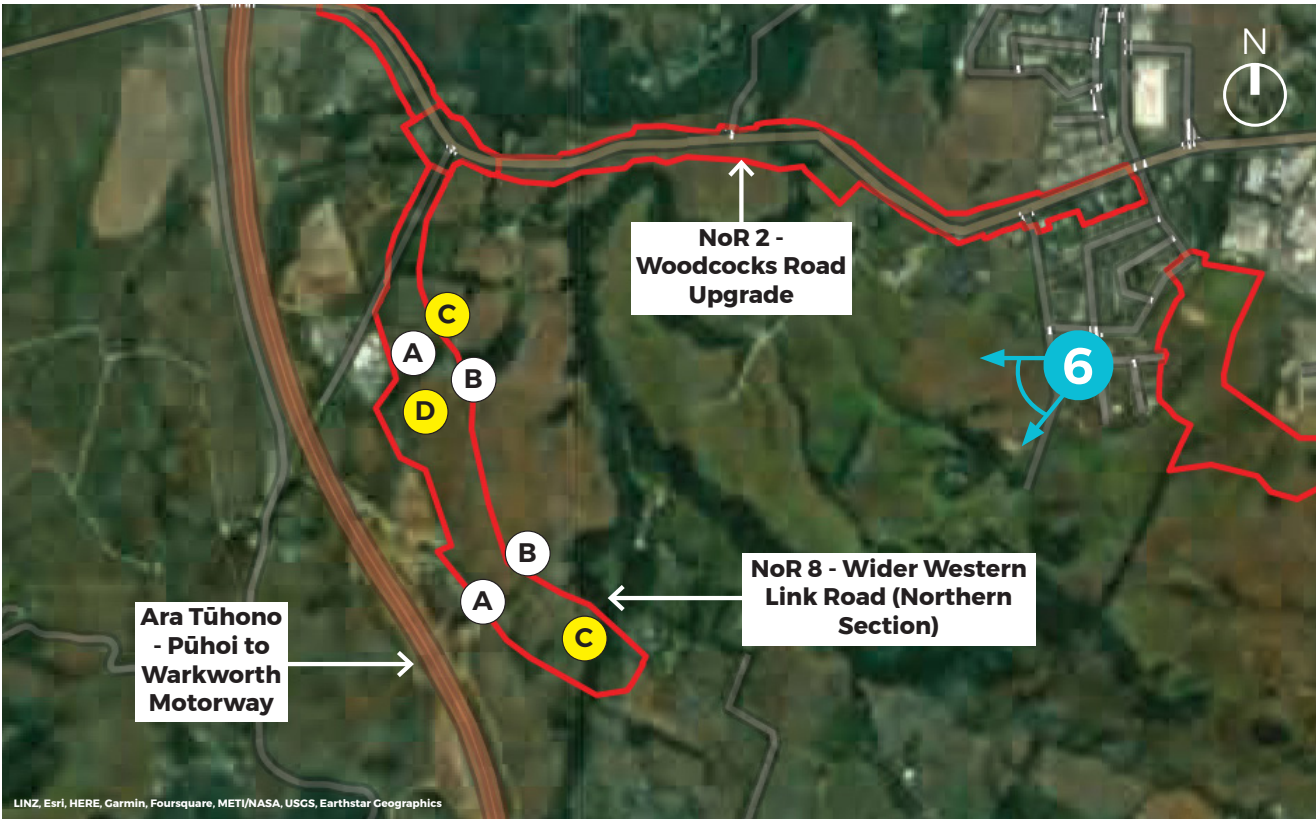 N
NoR 2 -
Woodcocks Road
Upgrade
C
A
B
6
D
B
NoR 8 - Wider Western
Link Road (Northern
Section)
A
C
Ara Tūhono
- Pūhoi to
Warkworth
Motorway
LINZ, Esri, HERE, Garmin, Foursquare, METI/NASA, USGS, Earthstar Geographics